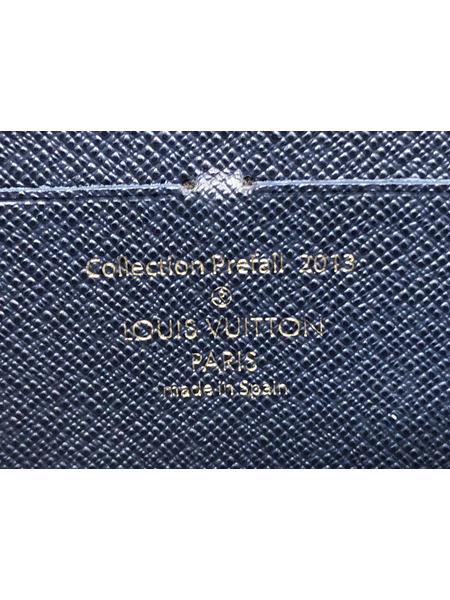 Collection Prefall 2013
®
LOUIS VUITTON
PARIS
made in Spain